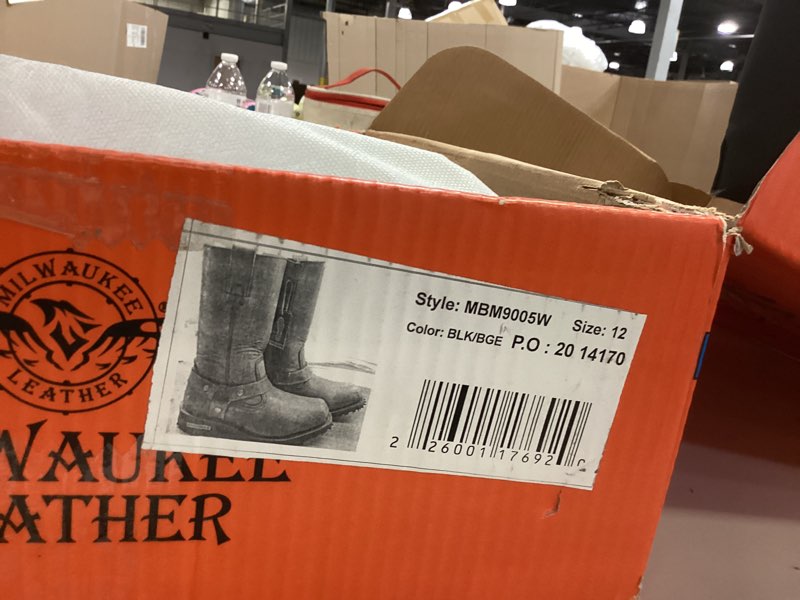 MILWAUKEE
LEATHER
®
WAUKEE
ATHER
Style: MBM9005W Size: 12
Color: BLK/BGE P.O : 20 14170
2 26001 17692